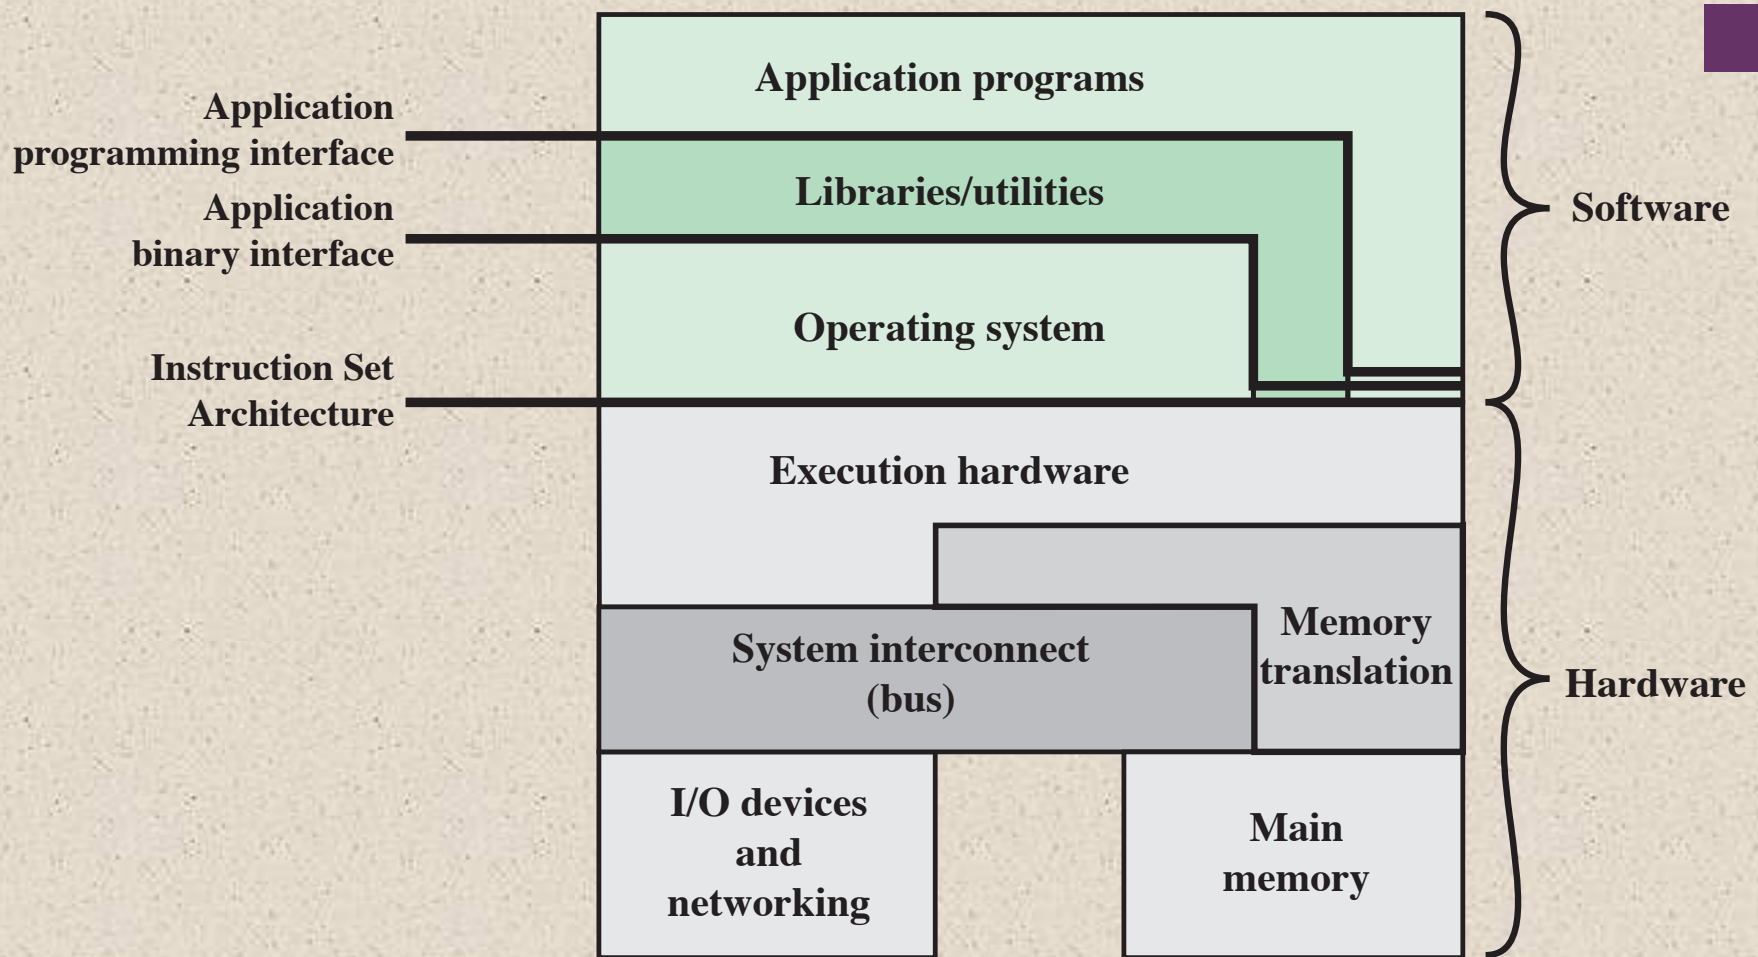 Application programs
Application
programming interface
Libraries/utilities
Application
binary interface
Software
Operating system
Instruction Set
Architecture
Execution hardware
Memory
translation
System interconnect
(bus)
Hardware
I/O devices
and
networking
Main
memory